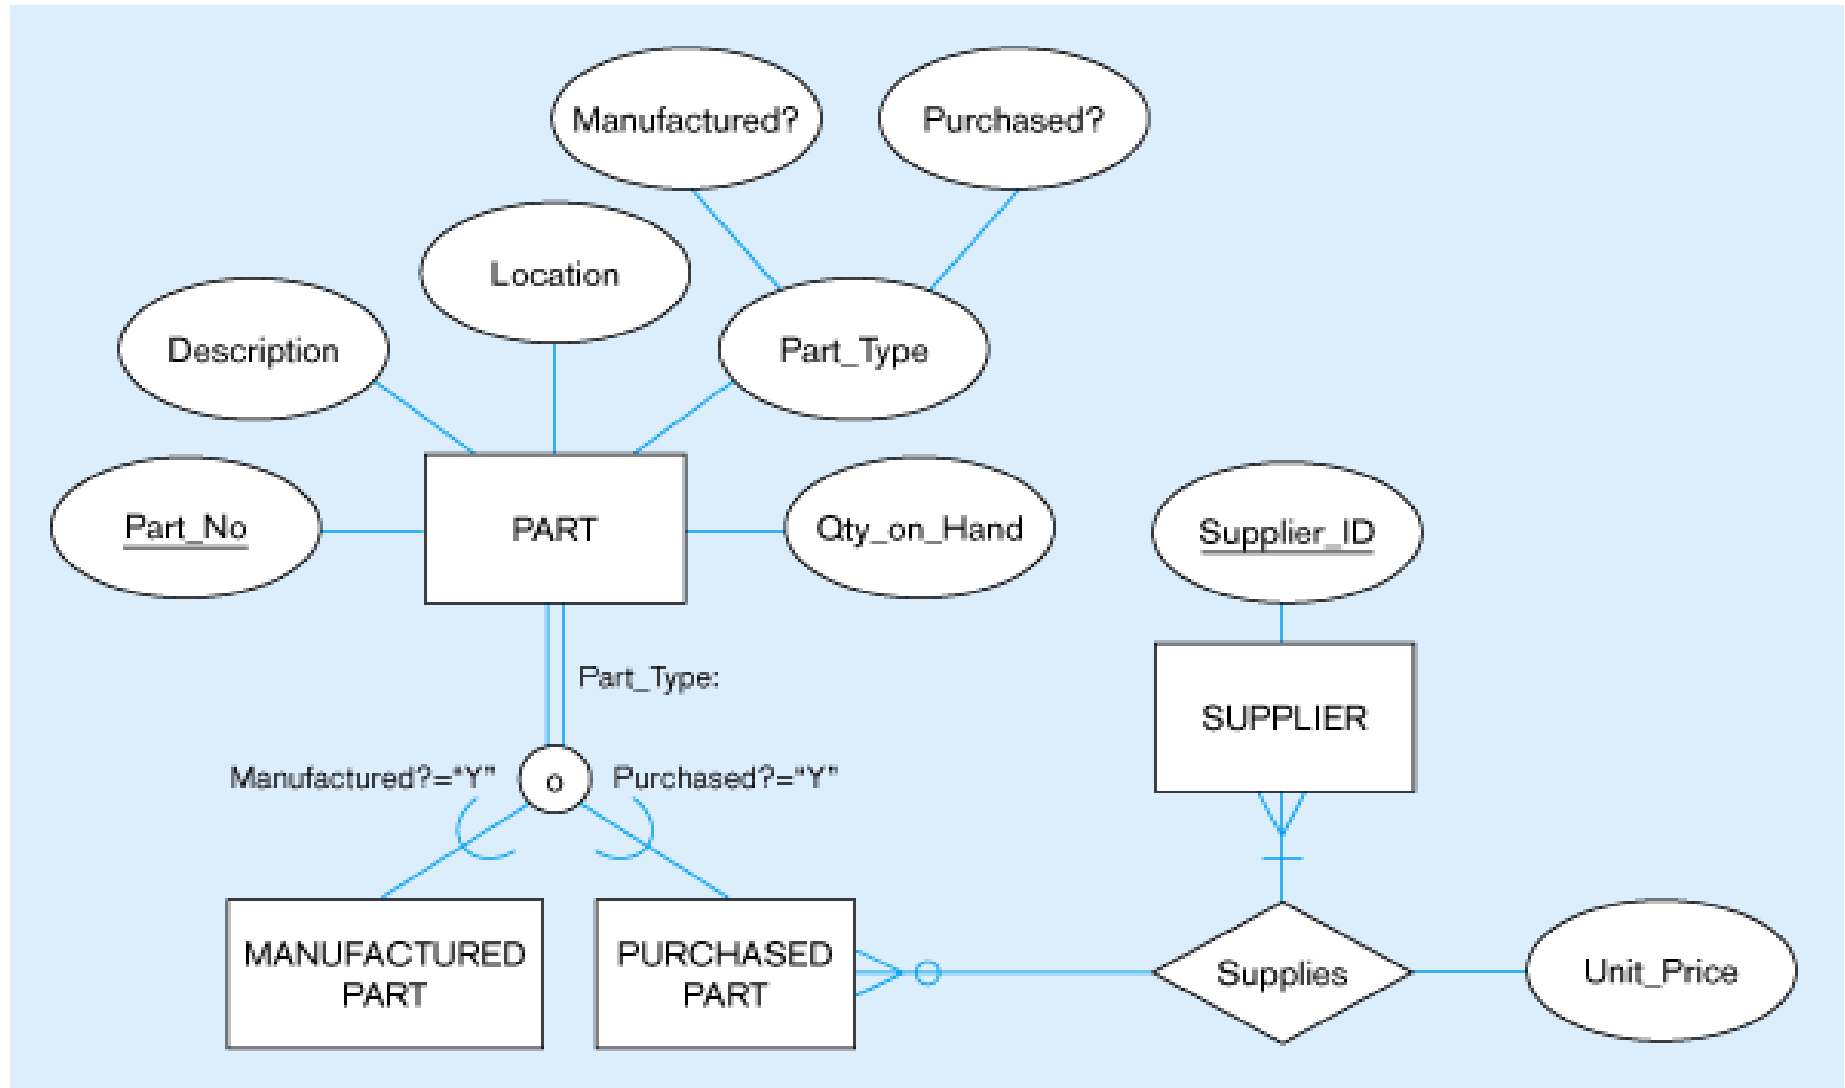 Manufactured?
Purchased?
Location
Description
Part_Type
Part_No
PART
Qty_on_Hand
Supplier_ID
Part_Type:
SUPPLIER
Manufactured?="Y"
o
Purchased?="Y"
MANUFACTURED
PART
PURCHASED
PART
Supplies
Unit_Price